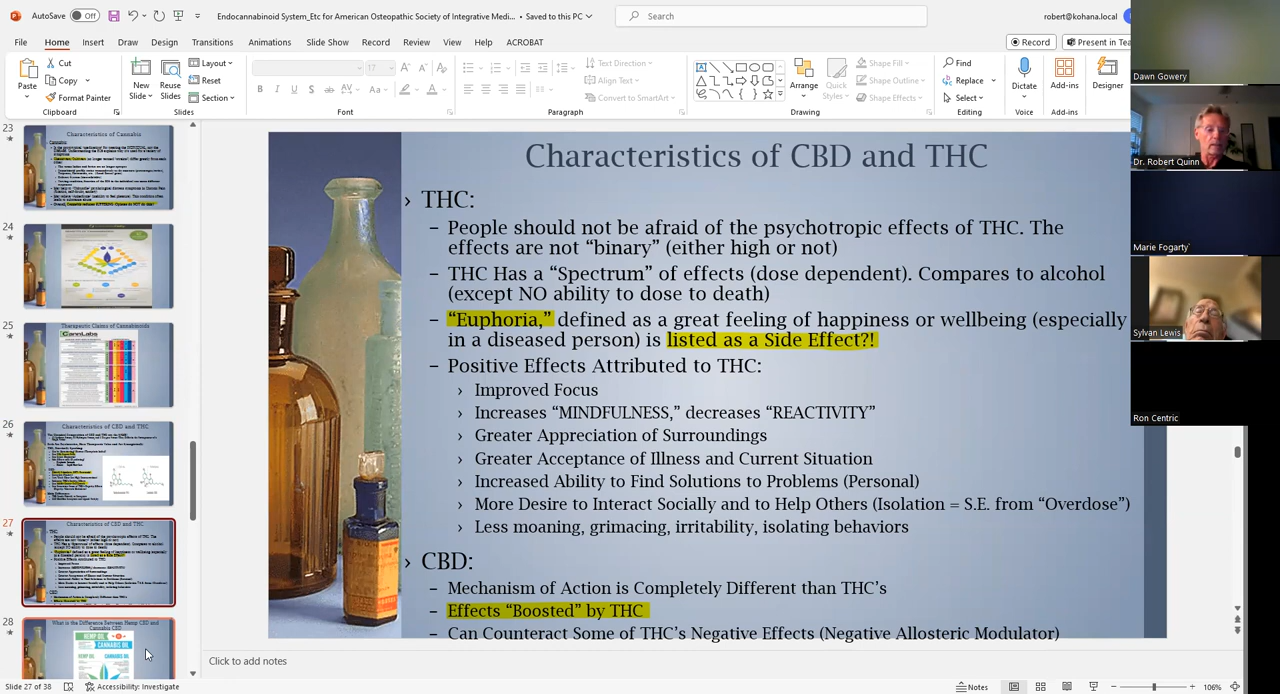 AutoSave
Off
Endocannabinoid System_Etc for American Osteopathic Society of Integrative Medi... • Saved to this PC
Search
robert@kohana.local
File Home Insert Draw Design Transitions Animations Slide Show Record Review View Help ACROBAT
Record
Present in Tea
Paste
Cut
Copy
Format Painter
Clipboard
New Slide
Reuse Slides
Layout
Reset
Section
Slides
17
Font
Text Direction
Align Text
Convert to SmartArt
Paragraph
Arrange
Quick Styles
Shape Fill
Shape Outline
Shape Effects
Drawing
Find
Replace
Select
Editing
Dictate
Voice
Add-ins
Add-ins
Designer
Dawn Gowery
Dr. Robert Quinn
Marie Fogarty'
Sylvan Lewis
Ron Centric
23
Characteristics of Cannabis
24
25
Therapeutic Claims of Cannabinoids
CannLabs
26
Characteristics of CBD and THC
27
Characteristics of CBD and THC
28
What is the Difference Between Hemp CBD and Cannabis CBD
HEMP OIL
CANNABIS OIL
Characteristics of CBD and THC
› THC:
– People should not be afraid of the psychotropic effects of THC. The
effects are not “binary” (either high or not)
– THC Has a “Spectrum” of effects (dose dependent). Compares to alcohol
(except NO ability to dose to death)
– “Euphoria,” defined as a great feeling of happiness or wellbeing (especially
in a diseased person) is listed as a Side Effect?!
– Positive Effects Attributed to THC:
› Improved Focus
› Increases “MINDFULNESS,” decreases “REACTIVITY”
› Greater Appreciation of Surroundings
› Greater Acceptance of Illness and Current Situation
› Increased Ability to Find Solutions to Problems (Personal)
› More Desire to Interact Socially and to Help Others (Isolation = S.E. from “Overdose”)
› Less moaning, grimacing, irritability, isolating behaviors
› CBD:
– Mechanism of Action is Completely Different than THC’s
– Effects “Boosted” by THC
– Can Counteract Some of THC’s Negative Effects (Negative Allosteric Modulator)
Click to add notes
Slide 27 of 38
Accessibility: Investigate
Notes
106%